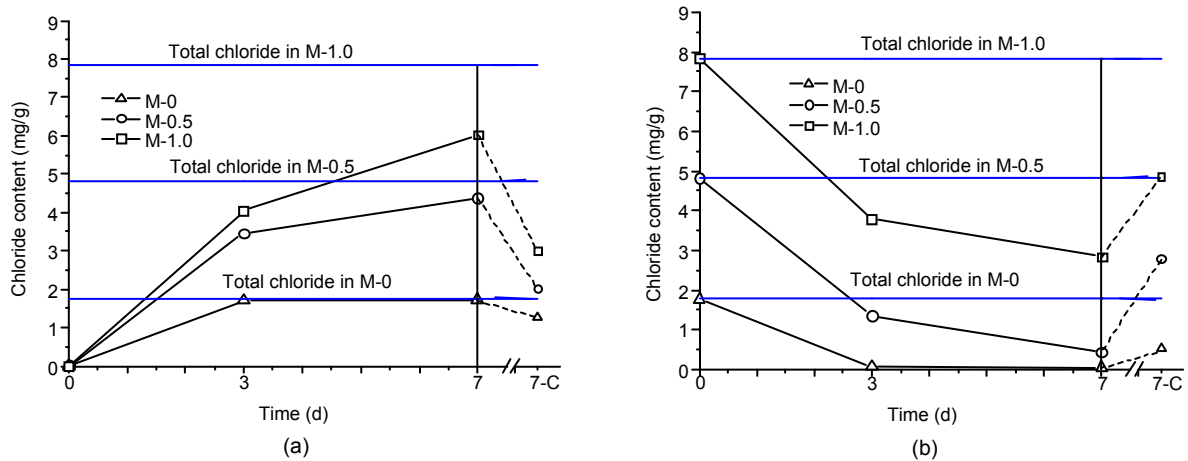 9
8
7
6
5
4
3
2
1
0
Chloride content (mg/g)
Total chloride in M-1.0
M-0
M-0.5
M-1.0
Total chloride in M-0.5
Total chloride in M-0
0
3
7
7-C
Time (d)
(a)
9
8
7
6
5
4
3
2
1
0
Chloride content (mg/g)
Total chloride in M-1.0
M-0
M-0.5
M-1.0
Total chloride in M-0.5
Total chloride in M-0
0
3
7
7-C
Time (d)
(b)